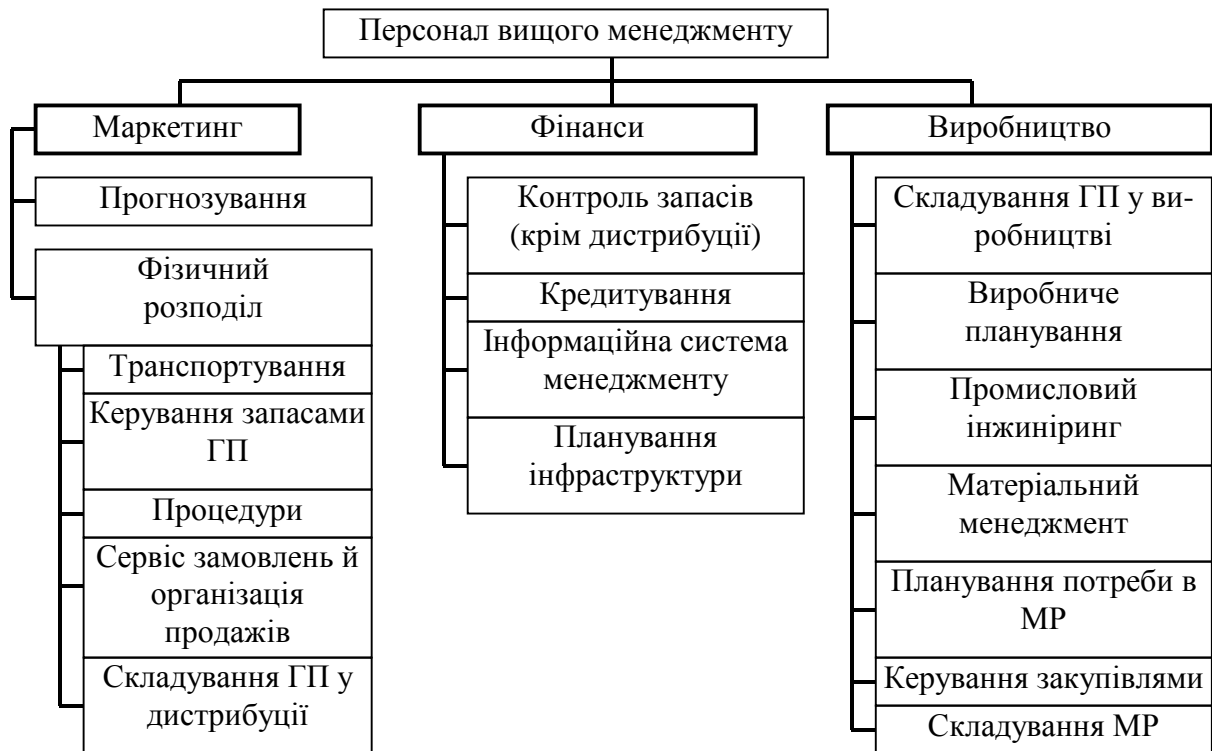 Персонал вищого менеджменту
Маркетинг
Прогнозування
Фізичний
розподіл
Транспортування
Керування запасами
ГП
Процедури
Сервіс замовлень й
організація
продажів
Складування ГП у
дистрибуції
Фінанси
Контроль запасів
(крім дистрибуції)
Кредитування
Інформаційна система
менеджменту
Планування
інфраструктури
Виробництво
Складування ГП у ви-
робництві
Виробниче
планування
Промисловий
інжиніринг
Матеріальний
менеджмент
Планування потреби в
МР
Керування закупівлями
Складування МР